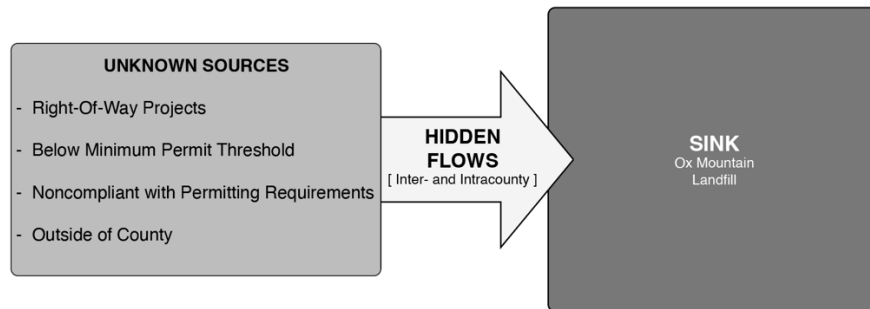 UNKNOWN SOURCES
- Right-Of-Way Projects
- Below Minimum Permit Threshold
- Noncompliant with Permitting Requirements
- Outside of County
HIDDEN
FLOWS
[ Inter- and Intracounty ]
SINK
Ox Mountain
Landfill